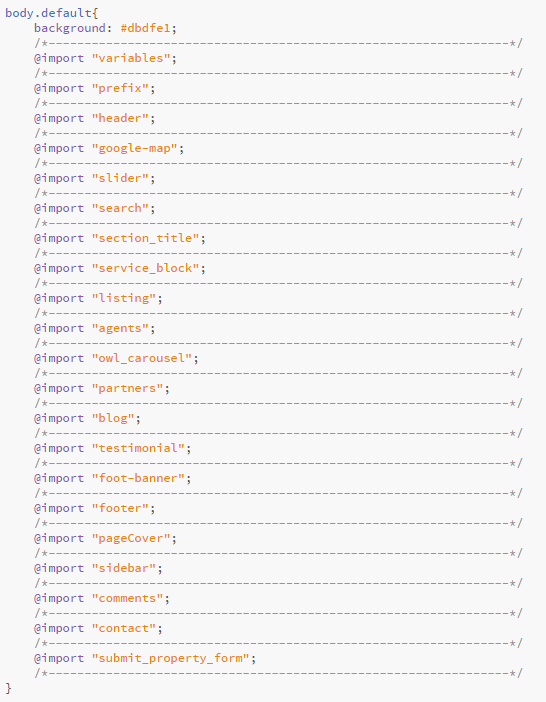 body.default{
    background: #dbdfe1;
    /*----------------------------------------------------------------*/
    @import "variables";
    /*----------------------------------------------------------------*/
    @import "prefix";
    /*----------------------------------------------------------------*/
    @import "header";
    /*----------------------------------------------------------------*/
    @import "google-map";
    /*----------------------------------------------------------------*/
    @import "slider";
    /*----------------------------------------------------------------*/
    @import "search";
    /*----------------------------------------------------------------*/
    @import "section_title";
    /*----------------------------------------------------------------*/
    @import "service_block";
    /*----------------------------------------------------------------*/
    @import "listing";
    /*----------------------------------------------------------------*/
    @import "agents";
    /*----------------------------------------------------------------*/
    @import "owl_carousel";
    /*----------------------------------------------------------------*/
    @import "partners";
    /*----------------------------------------------------------------*/
    @import "blog";
    /*----------------------------------------------------------------*/
    @import "testimonial";
    /*----------------------------------------------------------------*/
    @import "foot-banner";
    /*----------------------------------------------------------------*/
    @import "footer";
    /*----------------------------------------------------------------*/
    @import "pageCover";
    /*----------------------------------------------------------------*/
    @import "sidebar";
    /*----------------------------------------------------------------*/
    @import "comments";
    /*----------------------------------------------------------------*/
    @import "contact";
    /*----------------------------------------------------------------*/
    @import "submit_property_form";
    /*----------------------------------------------------------------*/
}